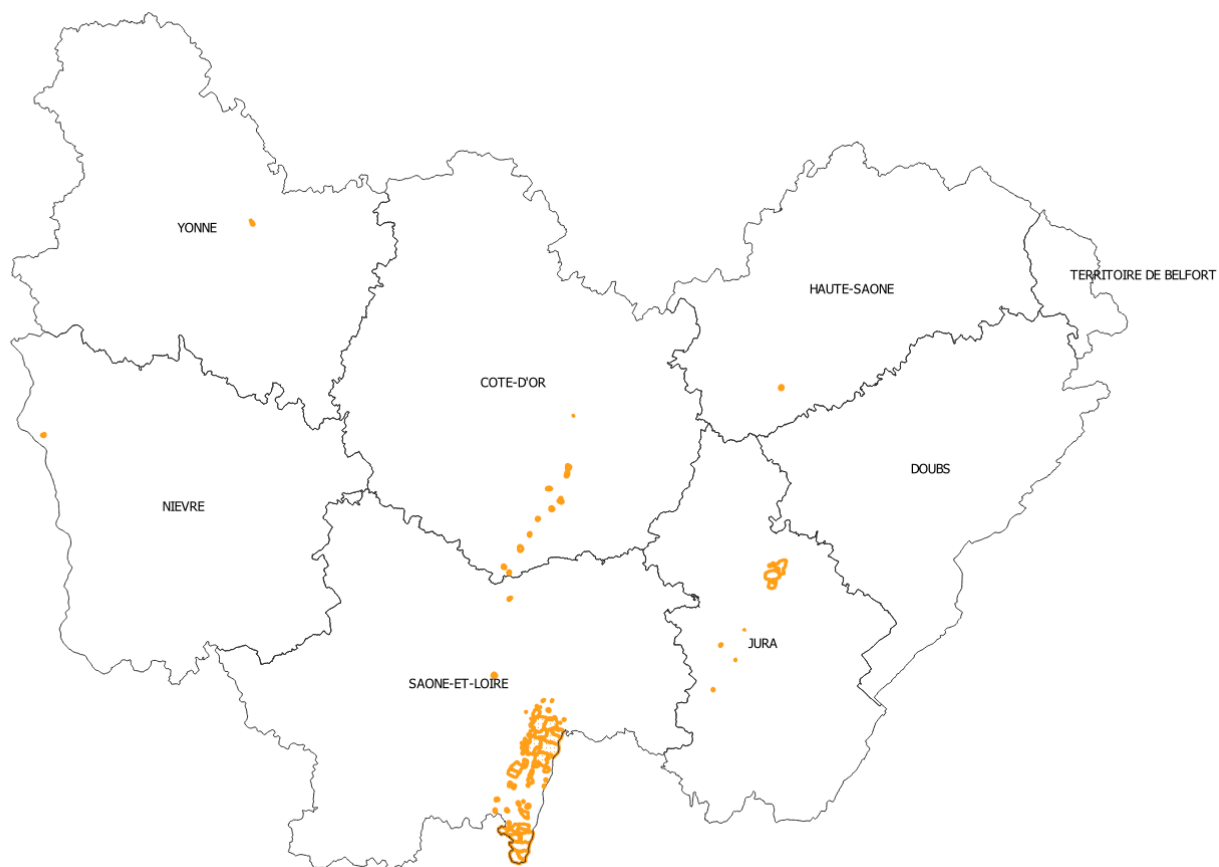 YONNE
TERRITOIRE DE BELFORT
HAUTE-SAONE
COTE-D'OR
DOUBS
NIEVRE
JURA
SAONE-ET-LOIRE